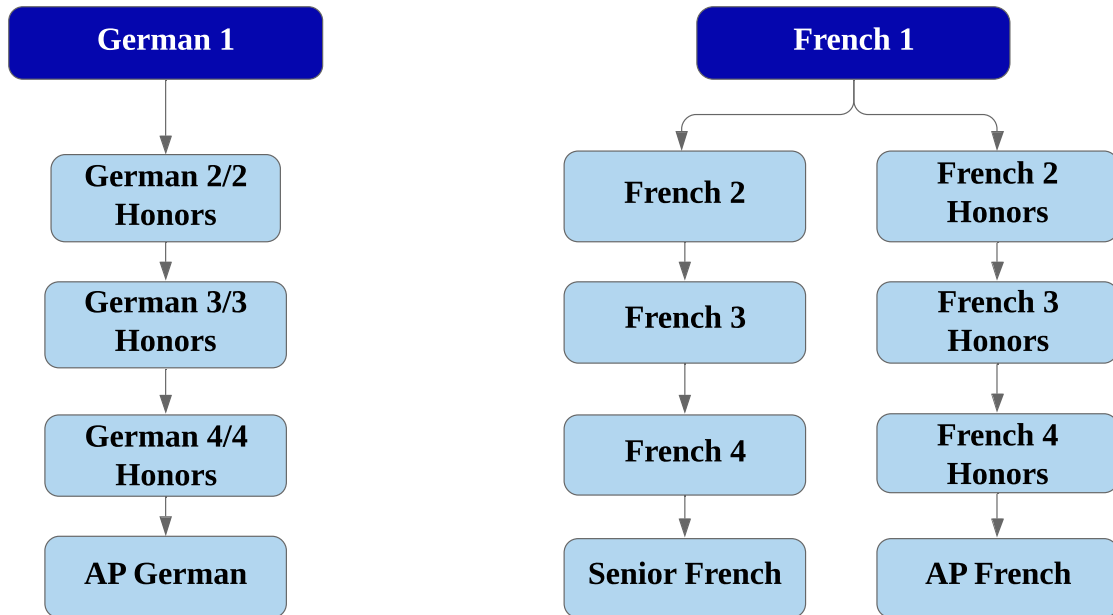 German 1
French 1
German 2/2
Honors
French 2
French 2
Honors
German 3/3
Honors
French 3
French 3
Honors
German 4/4
Honors
French 4
French 4
Honors
AP German
Senior French
AP French